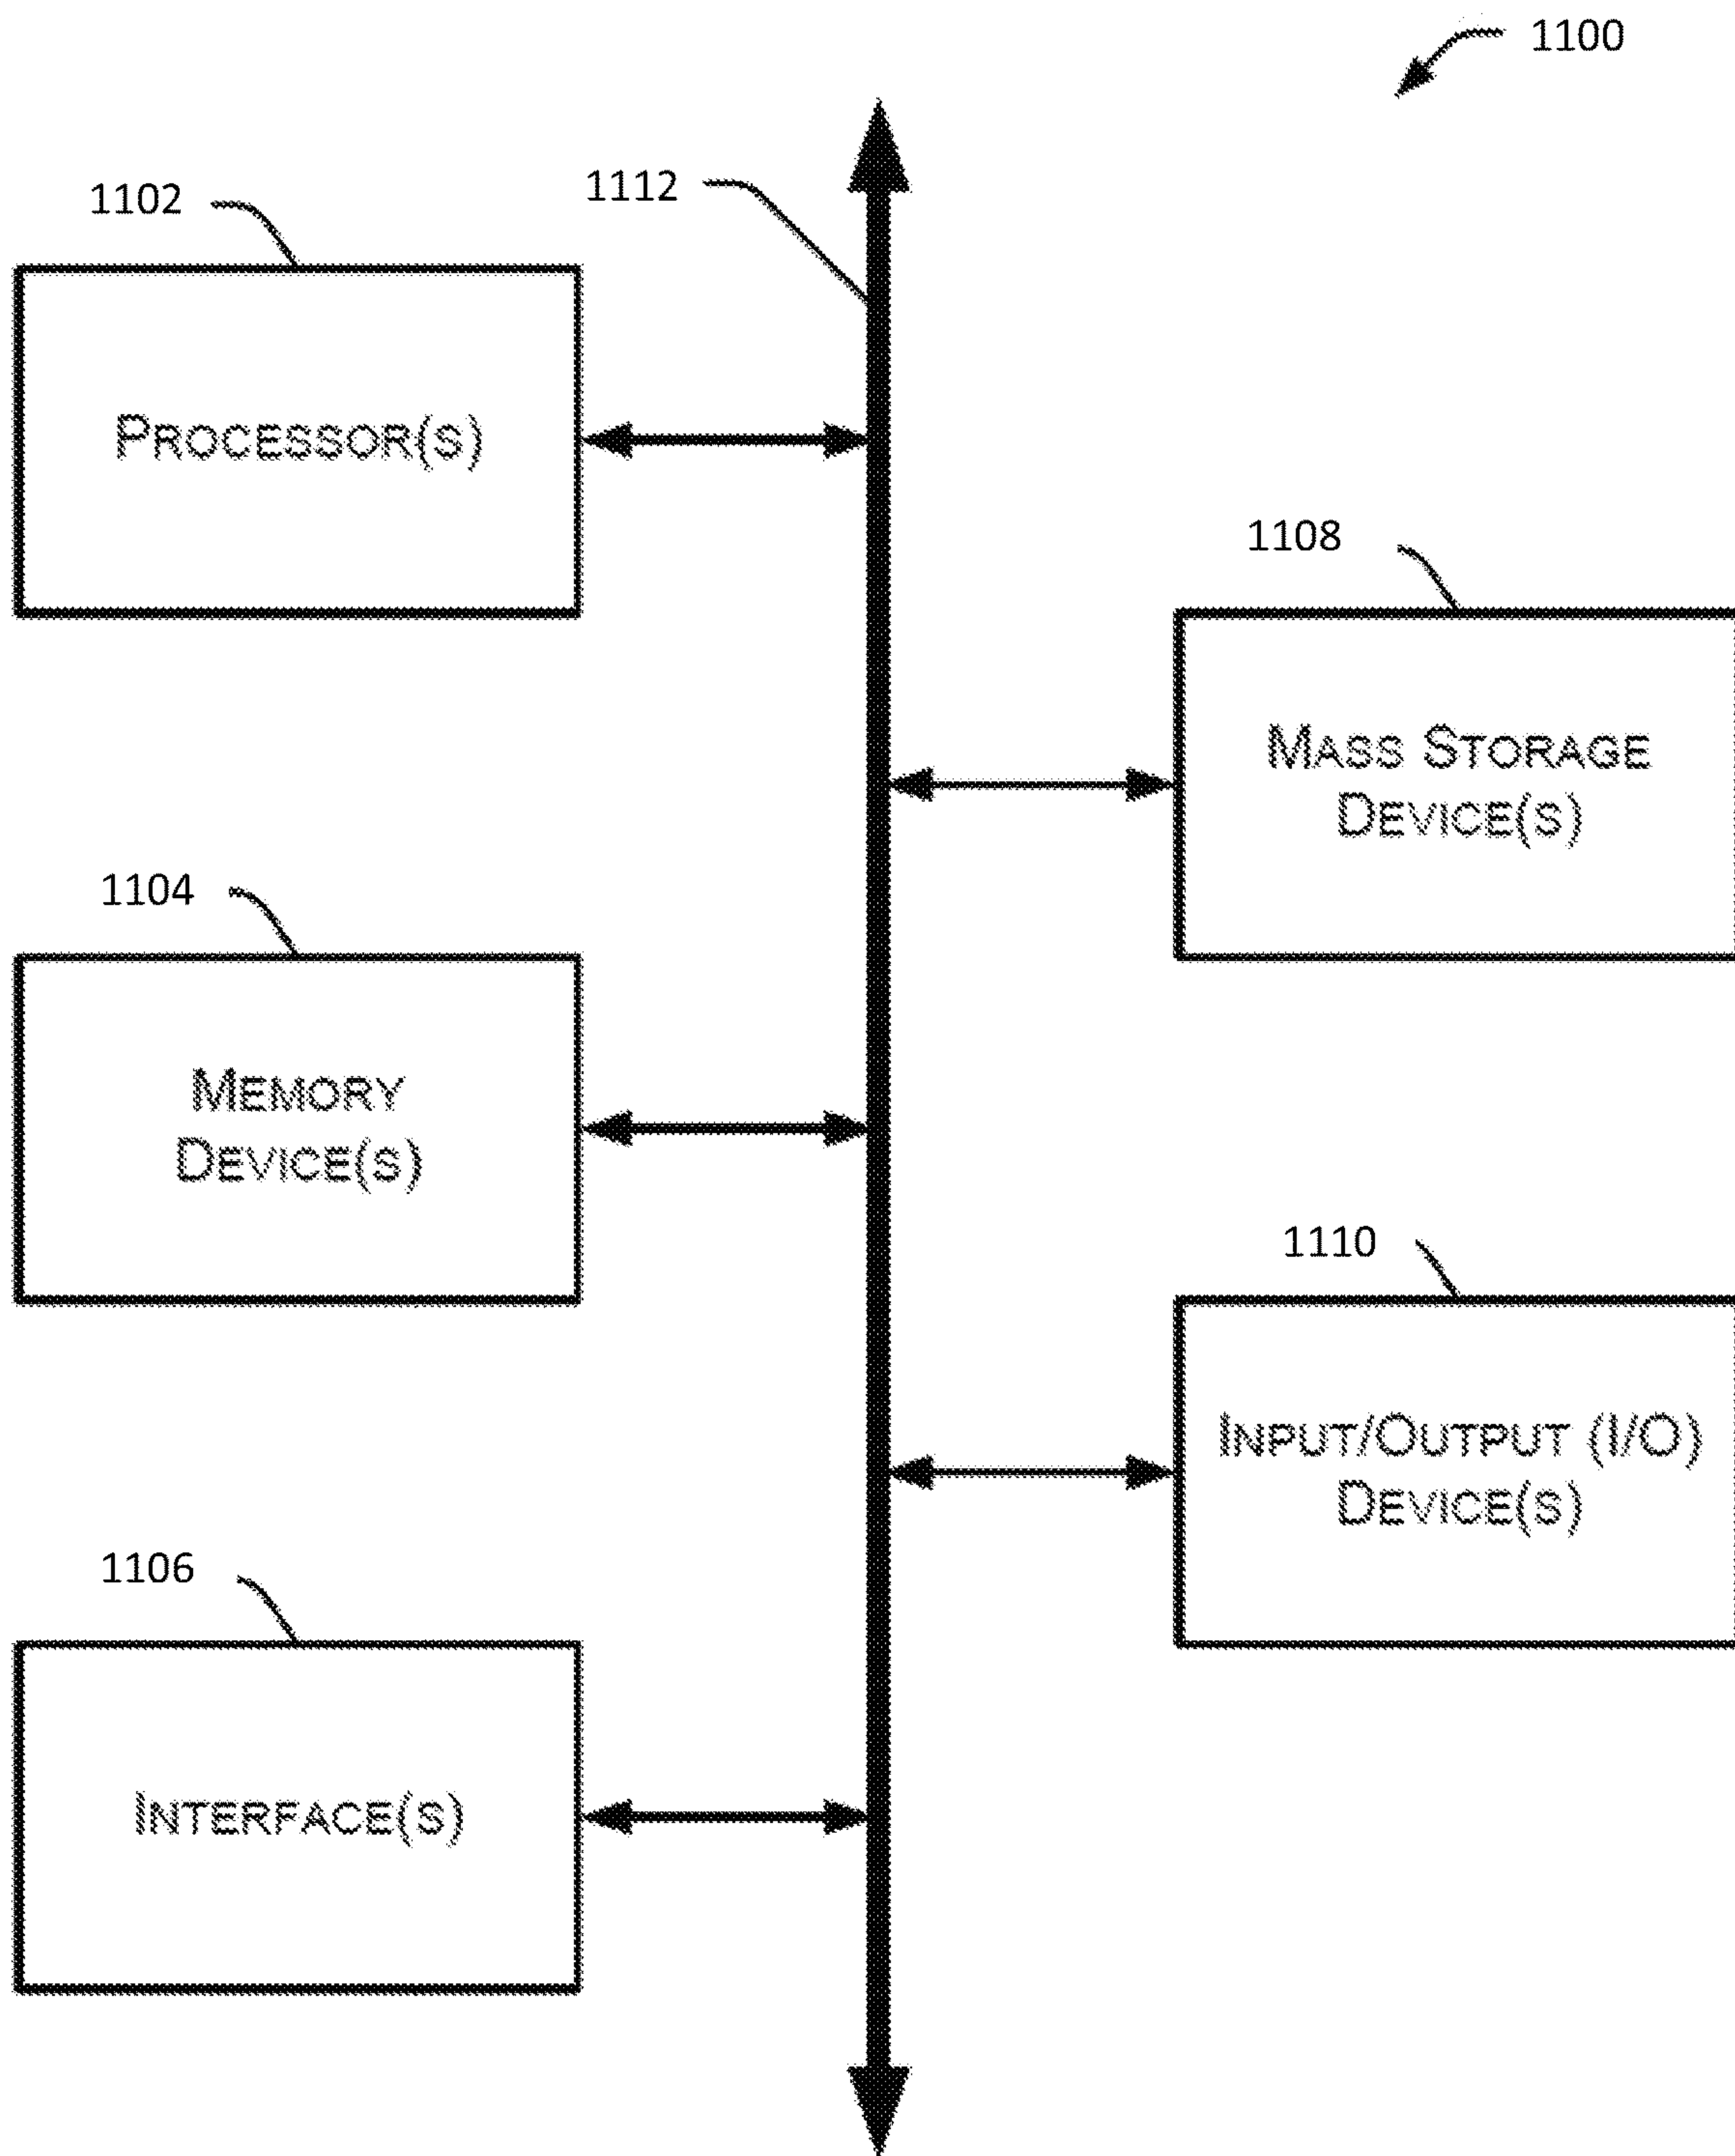 1100
1102
1112
PROCESSOR(S)
1108
MASS STORAGE
DEVICE(S)
1104
MEMORY
DEVICE(S)
1110
INPUT/OUTPUT (I/O)
DEVICE(S)
1106
INTERFACE(S)